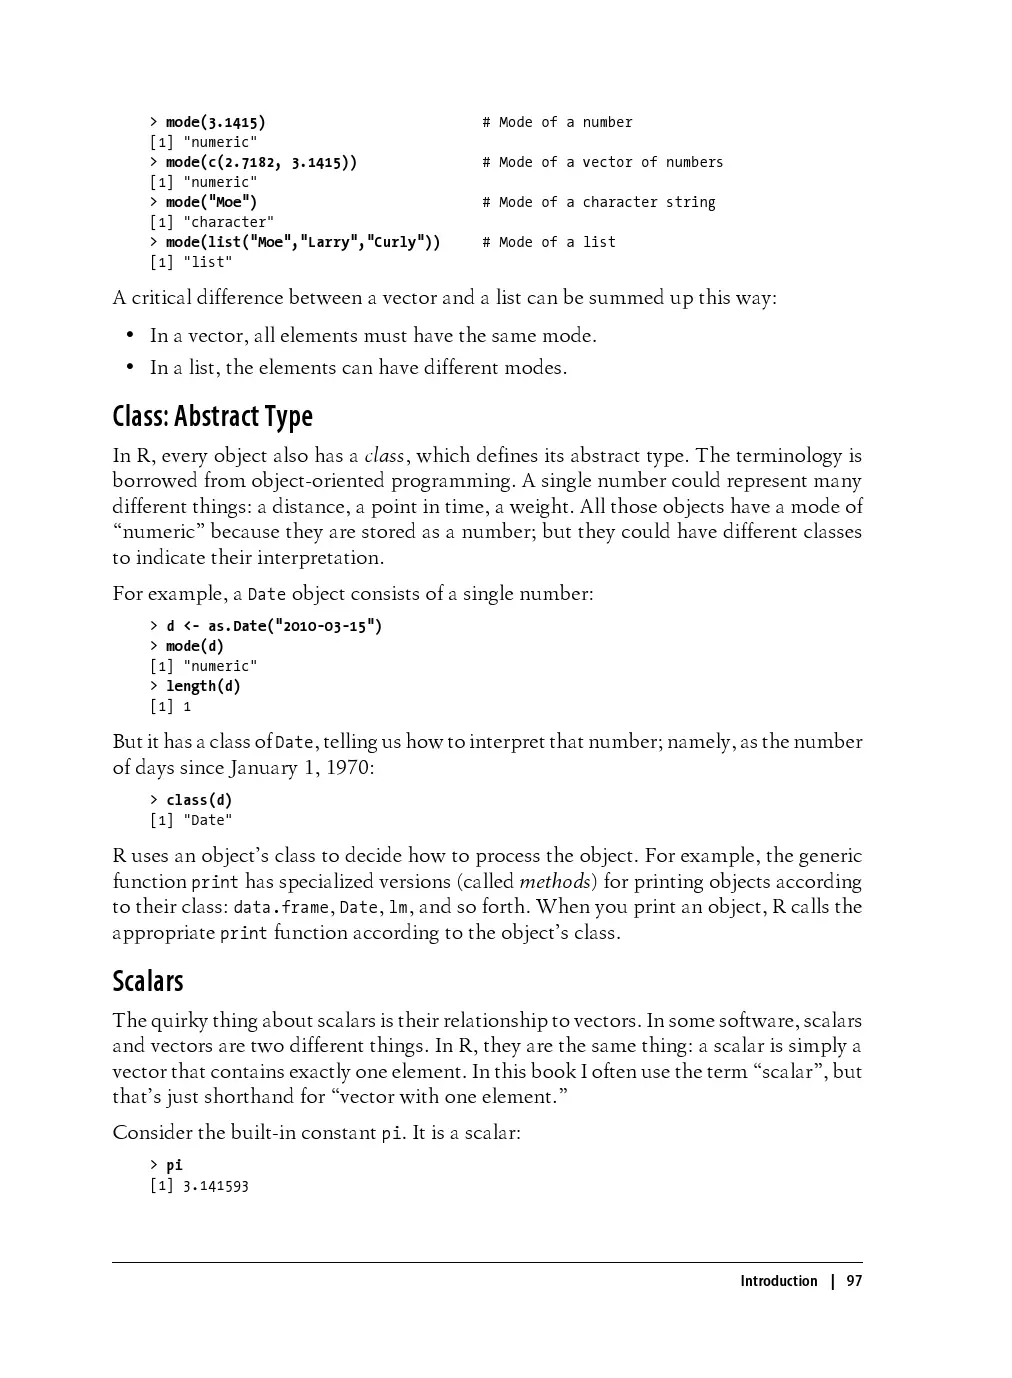 > mode(3.1415) # Mode of a number
[1] "numeric"
> mode(c(2.7182, 3.1415)) # Mode of a vector of numbers
[1] "numeric"
> mode("Moe") # Mode of a character string
[1] "character"
> mode(list("Moe","Larry","Curly")) # Mode of a list
[1] "list"
A critical difference between a vector and a list can be summed up this way:
• In a vector, all elements must have the same mode.
• In a list, the elements can have different modes.
Class: Abstract Type
In R, every object also has a class, which defines its abstract type. The terminology is
borrowed from object-oriented programming. A single number could represent many
different things: a distance, a point in time, a weight. All those objects have a mode of
“numeric” because they are stored as a number; but they could have different classes
to indicate their interpretation.
For example, a Date object consists of a single number:
> d <- as.Date("2010-03-15")
> mode(d)
[1] "numeric"
> length(d)
[1] 1
But it has a class of Date, telling us how to interpret that number; namely, as the number
of days since January 1, 1970:
> class(d)
[1] "Date"
R uses an object’s class to decide how to process the object. For example, the generic
function print has specialized versions (called methods) for printing objects according
to their class: data.frame, Date, lm, and so forth. When you print an object, R calls the
appropriate print function according to the object’s class.
Scalars
The quirky thing about scalars is their relationship to vectors. In some software, scalars
and vectors are two different things. In R, they are the same thing: a scalar is simply a
vector that contains exactly one element. In this book I often use the term “scalar”, but
that’s just shorthand for “vector with one element.”
Consider the built-in constant pi. It is a scalar:
> pi
[1] 3.141593
Introduction | 97